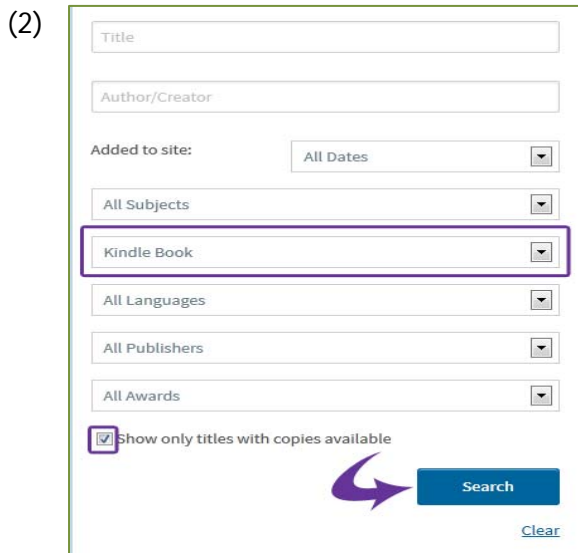 (2)
Title
Author/Creator
Added to site: All Dates
All Subjects
Kindle Book
All Languages
All Publishers
All Awards
Show only titles with copies available
Search
Clear